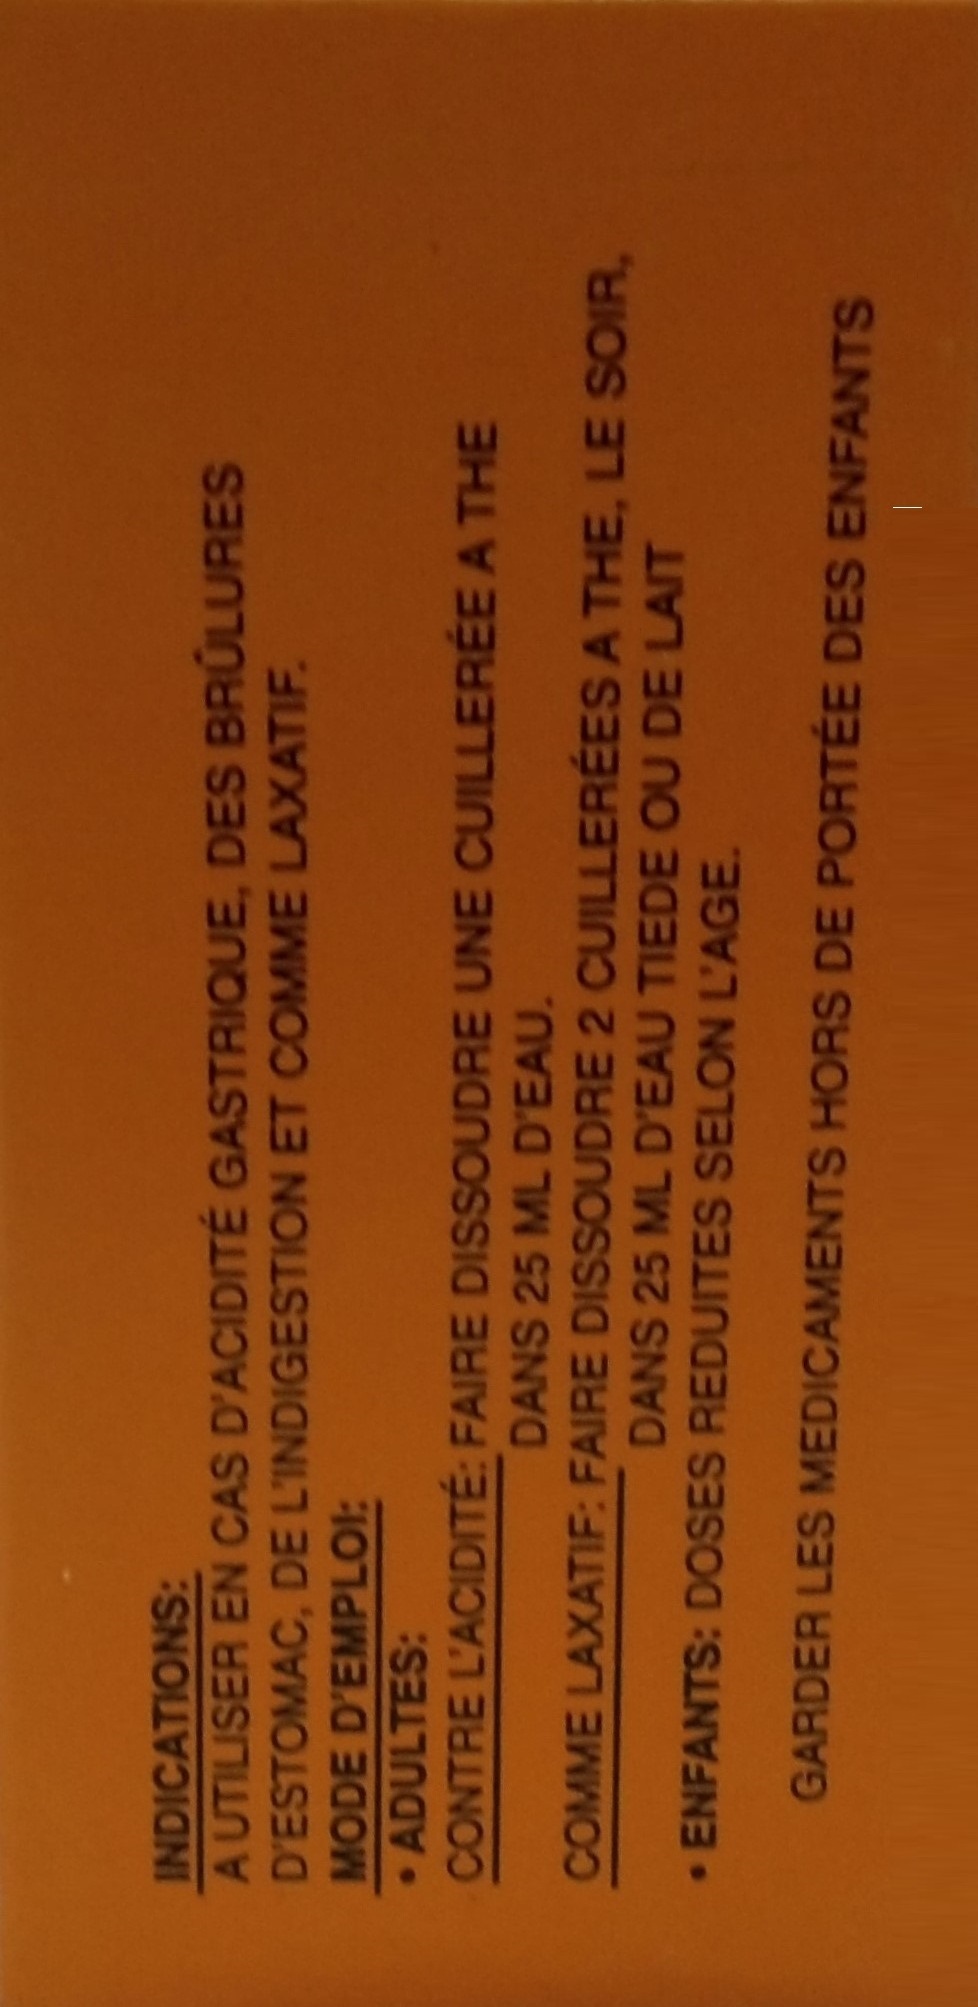 INDICATIONS:
A UTILISER EN CAS D'ACIDITÉ GASTRIQUE, DES BRÛLURES
D'ESTOMAC, DE L'INDIGESTION ET COMME LAXATIF.
MODE D'EMPLOI:
• ADULTES:
CONTRE L'ACIDITÉ: FAIRE DISSOUDRE UNE CUILLERÉE A THE
DANS 25 ML D'EAU.
COMME LAXATIF: FAIRE DISSOUDRE 2 CUILLERÉES A THE, LE SOIR,
DANS 25 ML D'EAU TIEDE OU DE LAIT
• ENFANTS: DOSES REDUITES SELON L'AGE.
GARDER LES MEDICAMENTS HORS DE PORTÉE DES ENFANTS